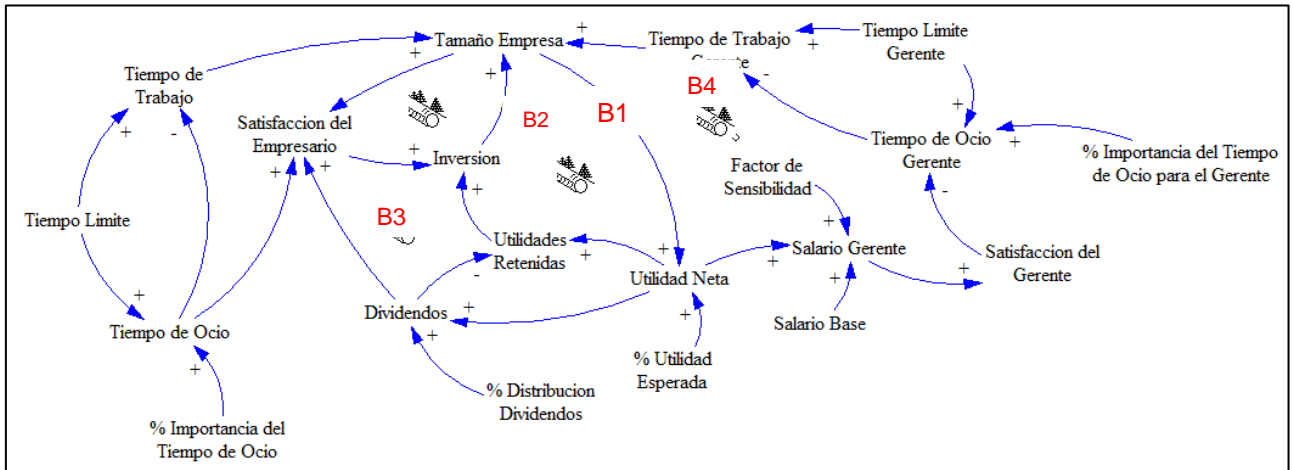 Tamaño Empresa
Tiempo de Trabajo
Gerente
Tiempo Limite
Gerente
Tiempo de
Trabajo
Satisfaccion del
Empresario
B2
B1
B4
Inversion
Tiempo de Ocio
Gerente
% Importancia del Tiempo
de Ocio para el Gerente
Factor de
Sensibilidad
Tiempo Limite
B3
Utilidades
Retenidas
Utilidad Neta
Salario Gerente
Satisfaccion del
Gerente
Tiempo de Ocio
Dividendos
Salario Base
% Utilidad
Esperada
% Distribucion
Dividendos
% Importancia del
Tiempo de Ocio